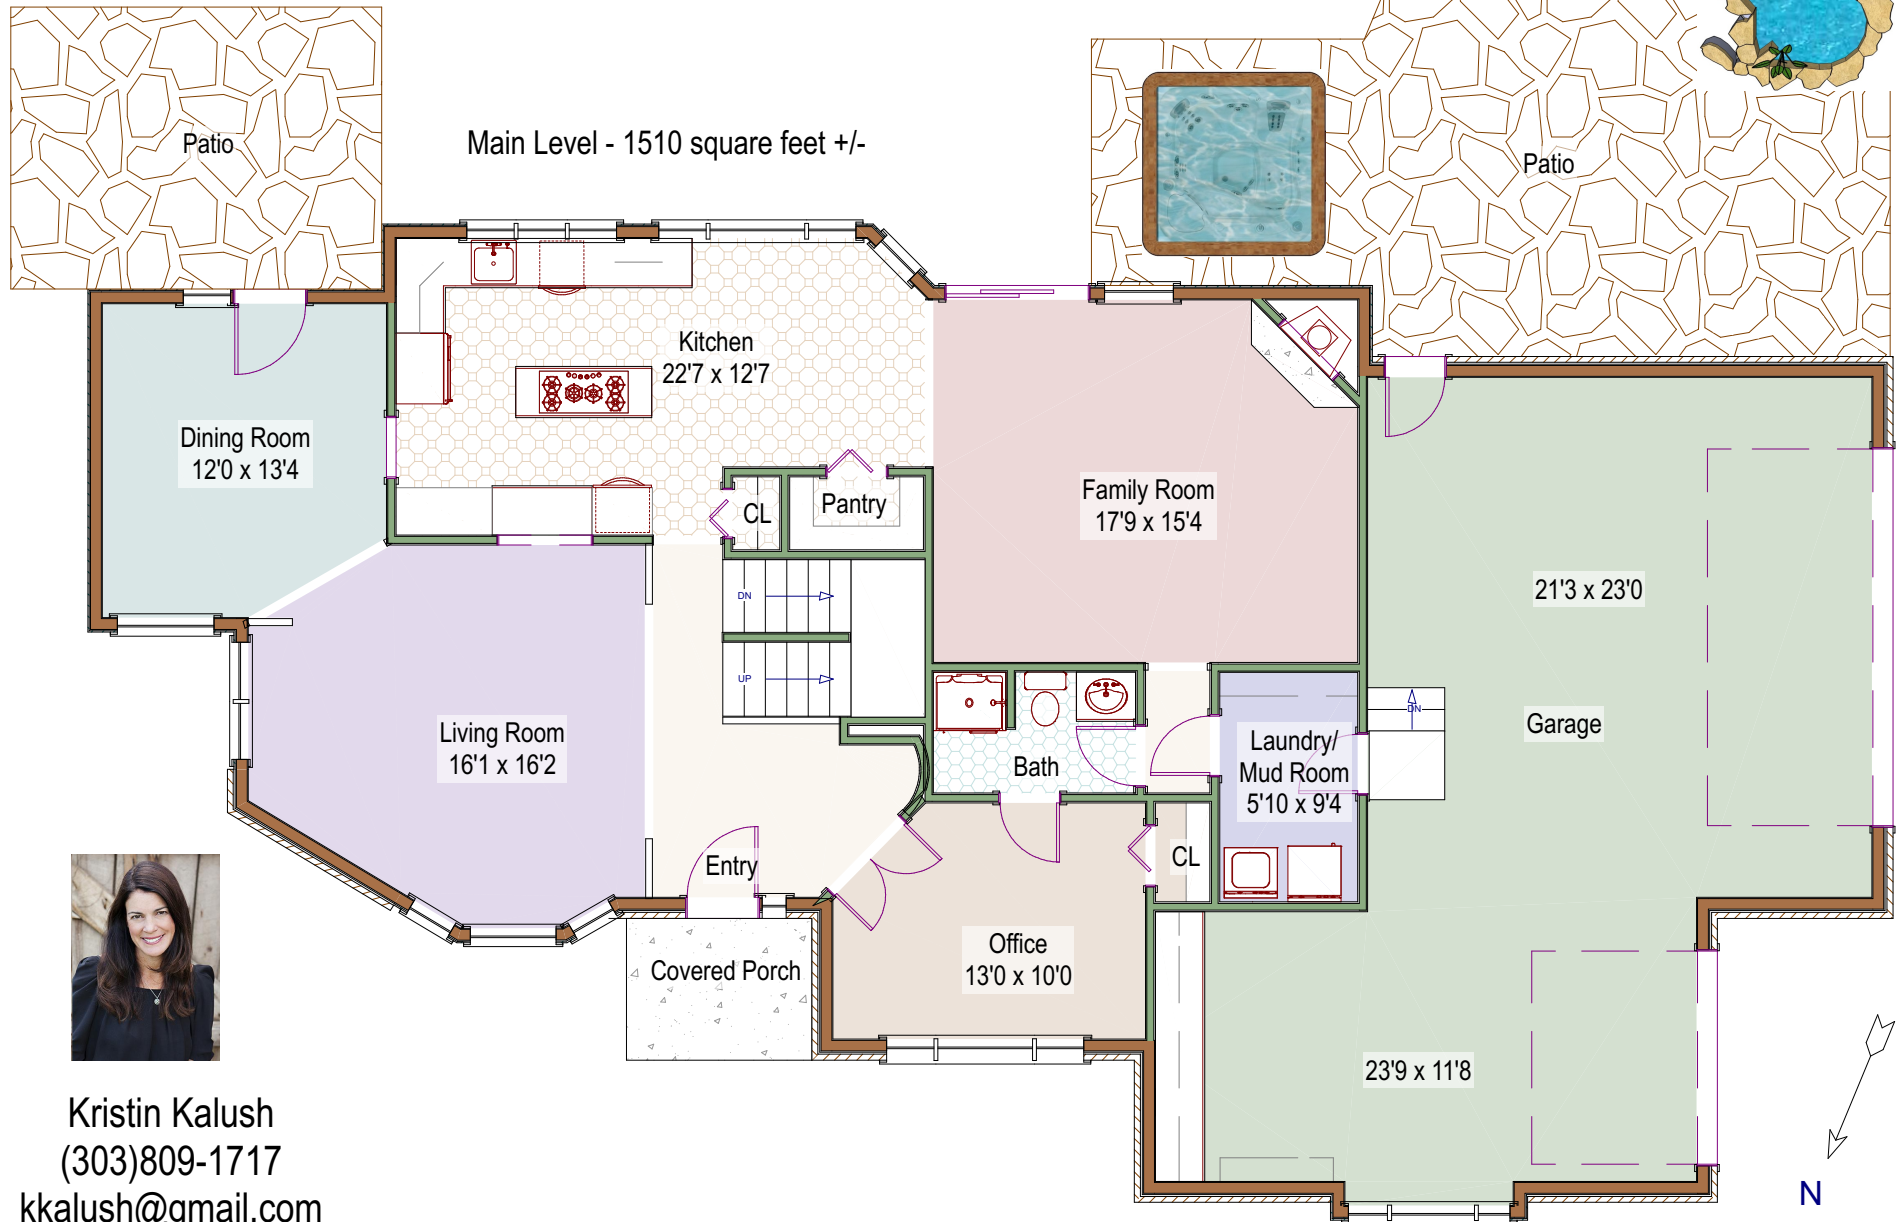 Patio
Main Level - 1510 square feet +/-
Patio
Kitchen
22'7 x 12'7
Dining Room
12'0 x 13'4
Family Room
17'9 x 15'4
CL
Pantry
21'3 x 23'0
DN
UP
DN
Living Room
16'1 x 16'2
Bath
Laundry/
Mud Room
5'10 x 9'4
Garage
Entry
CL
Office
13'0 x 10'0
Covered Porch
23'9 x 11'8
Kristin Kalush
(303)809-1717
kkalush@gmail.com
N